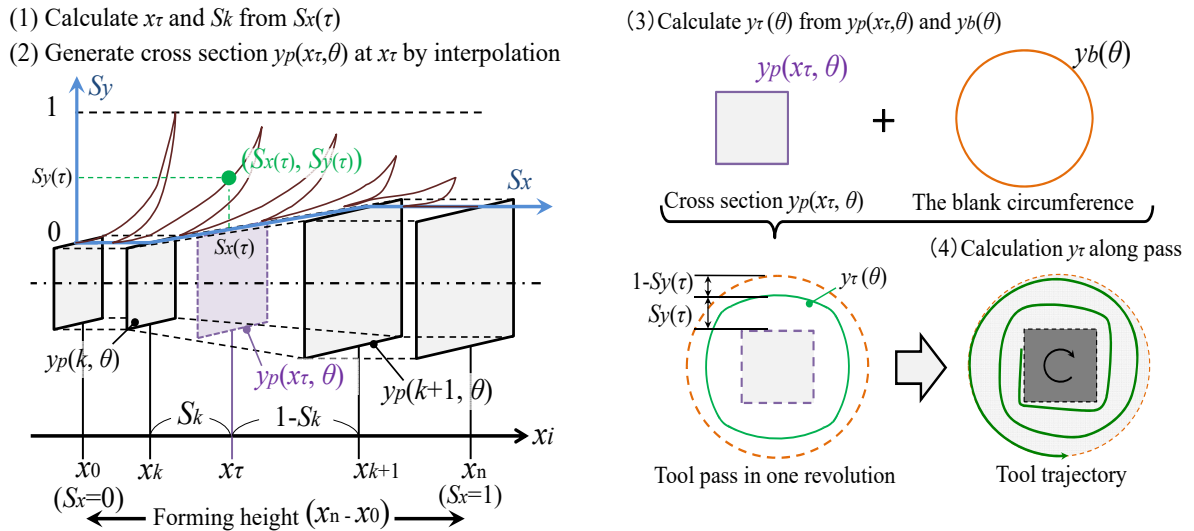 (1) Calculate xτ and Sk from Sx(τ)
(2) Generate cross section yp(xτ,θ) at xτ by interpolation
Sy
1
(Sx(τ), Sy(τ))
Sy(τ)
Sx
0
Sx(τ)
yp(k, θ)
yp(xτ, θ)
yp(k+1, θ)
Sk
1-Sk
xi
x0
xk
xτ
xk+1
xn
(Sx=0)
(Sx=1)
Forming height (xn - x0)
(3) Calculate yτ(θ) from yp(xτ,θ) and yb(θ)
yp(xτ, θ)
yb(θ)
+
Cross section yp(xτ, θ)
The blank circumference
(4) Calculation yτ along pass
1-Sy(τ)
Sy(τ)
yτ(θ)
Tool pass in one revolution
Tool trajectory